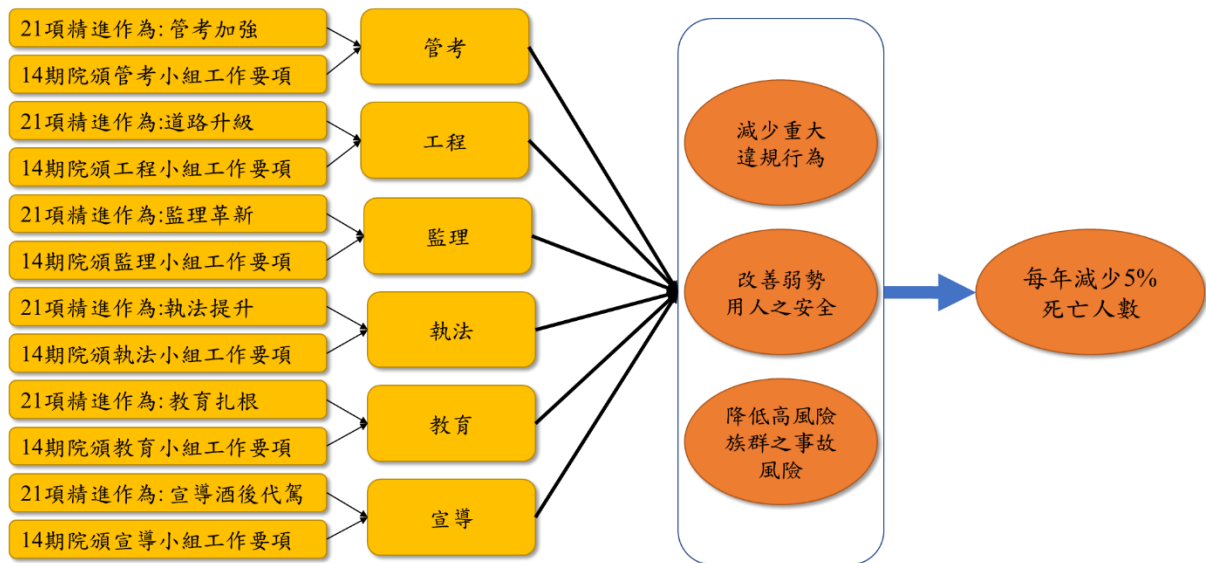 21項精進作為: 管考加強
14期院頒管考小組工作要項
管考
21項精進作為:道路升級
14期院頒工程小組工作要項
工程
21項精進作為:監理革新
14期院頒監理小組工作要項
監理
21項精進作為:執法提升
14期院頒執法小組工作要項
執法
21項精進作為: 教育扎根
14期院頒教育小組工作要項
教育
21項精進作為: 宣導酒後代駕
14期院頒宣導小組工作要項
宣導
減少重大
違規行為
改善弱勢
用人之安全
降低高風險
族群之事故
風險
每年減少5%
死亡人數